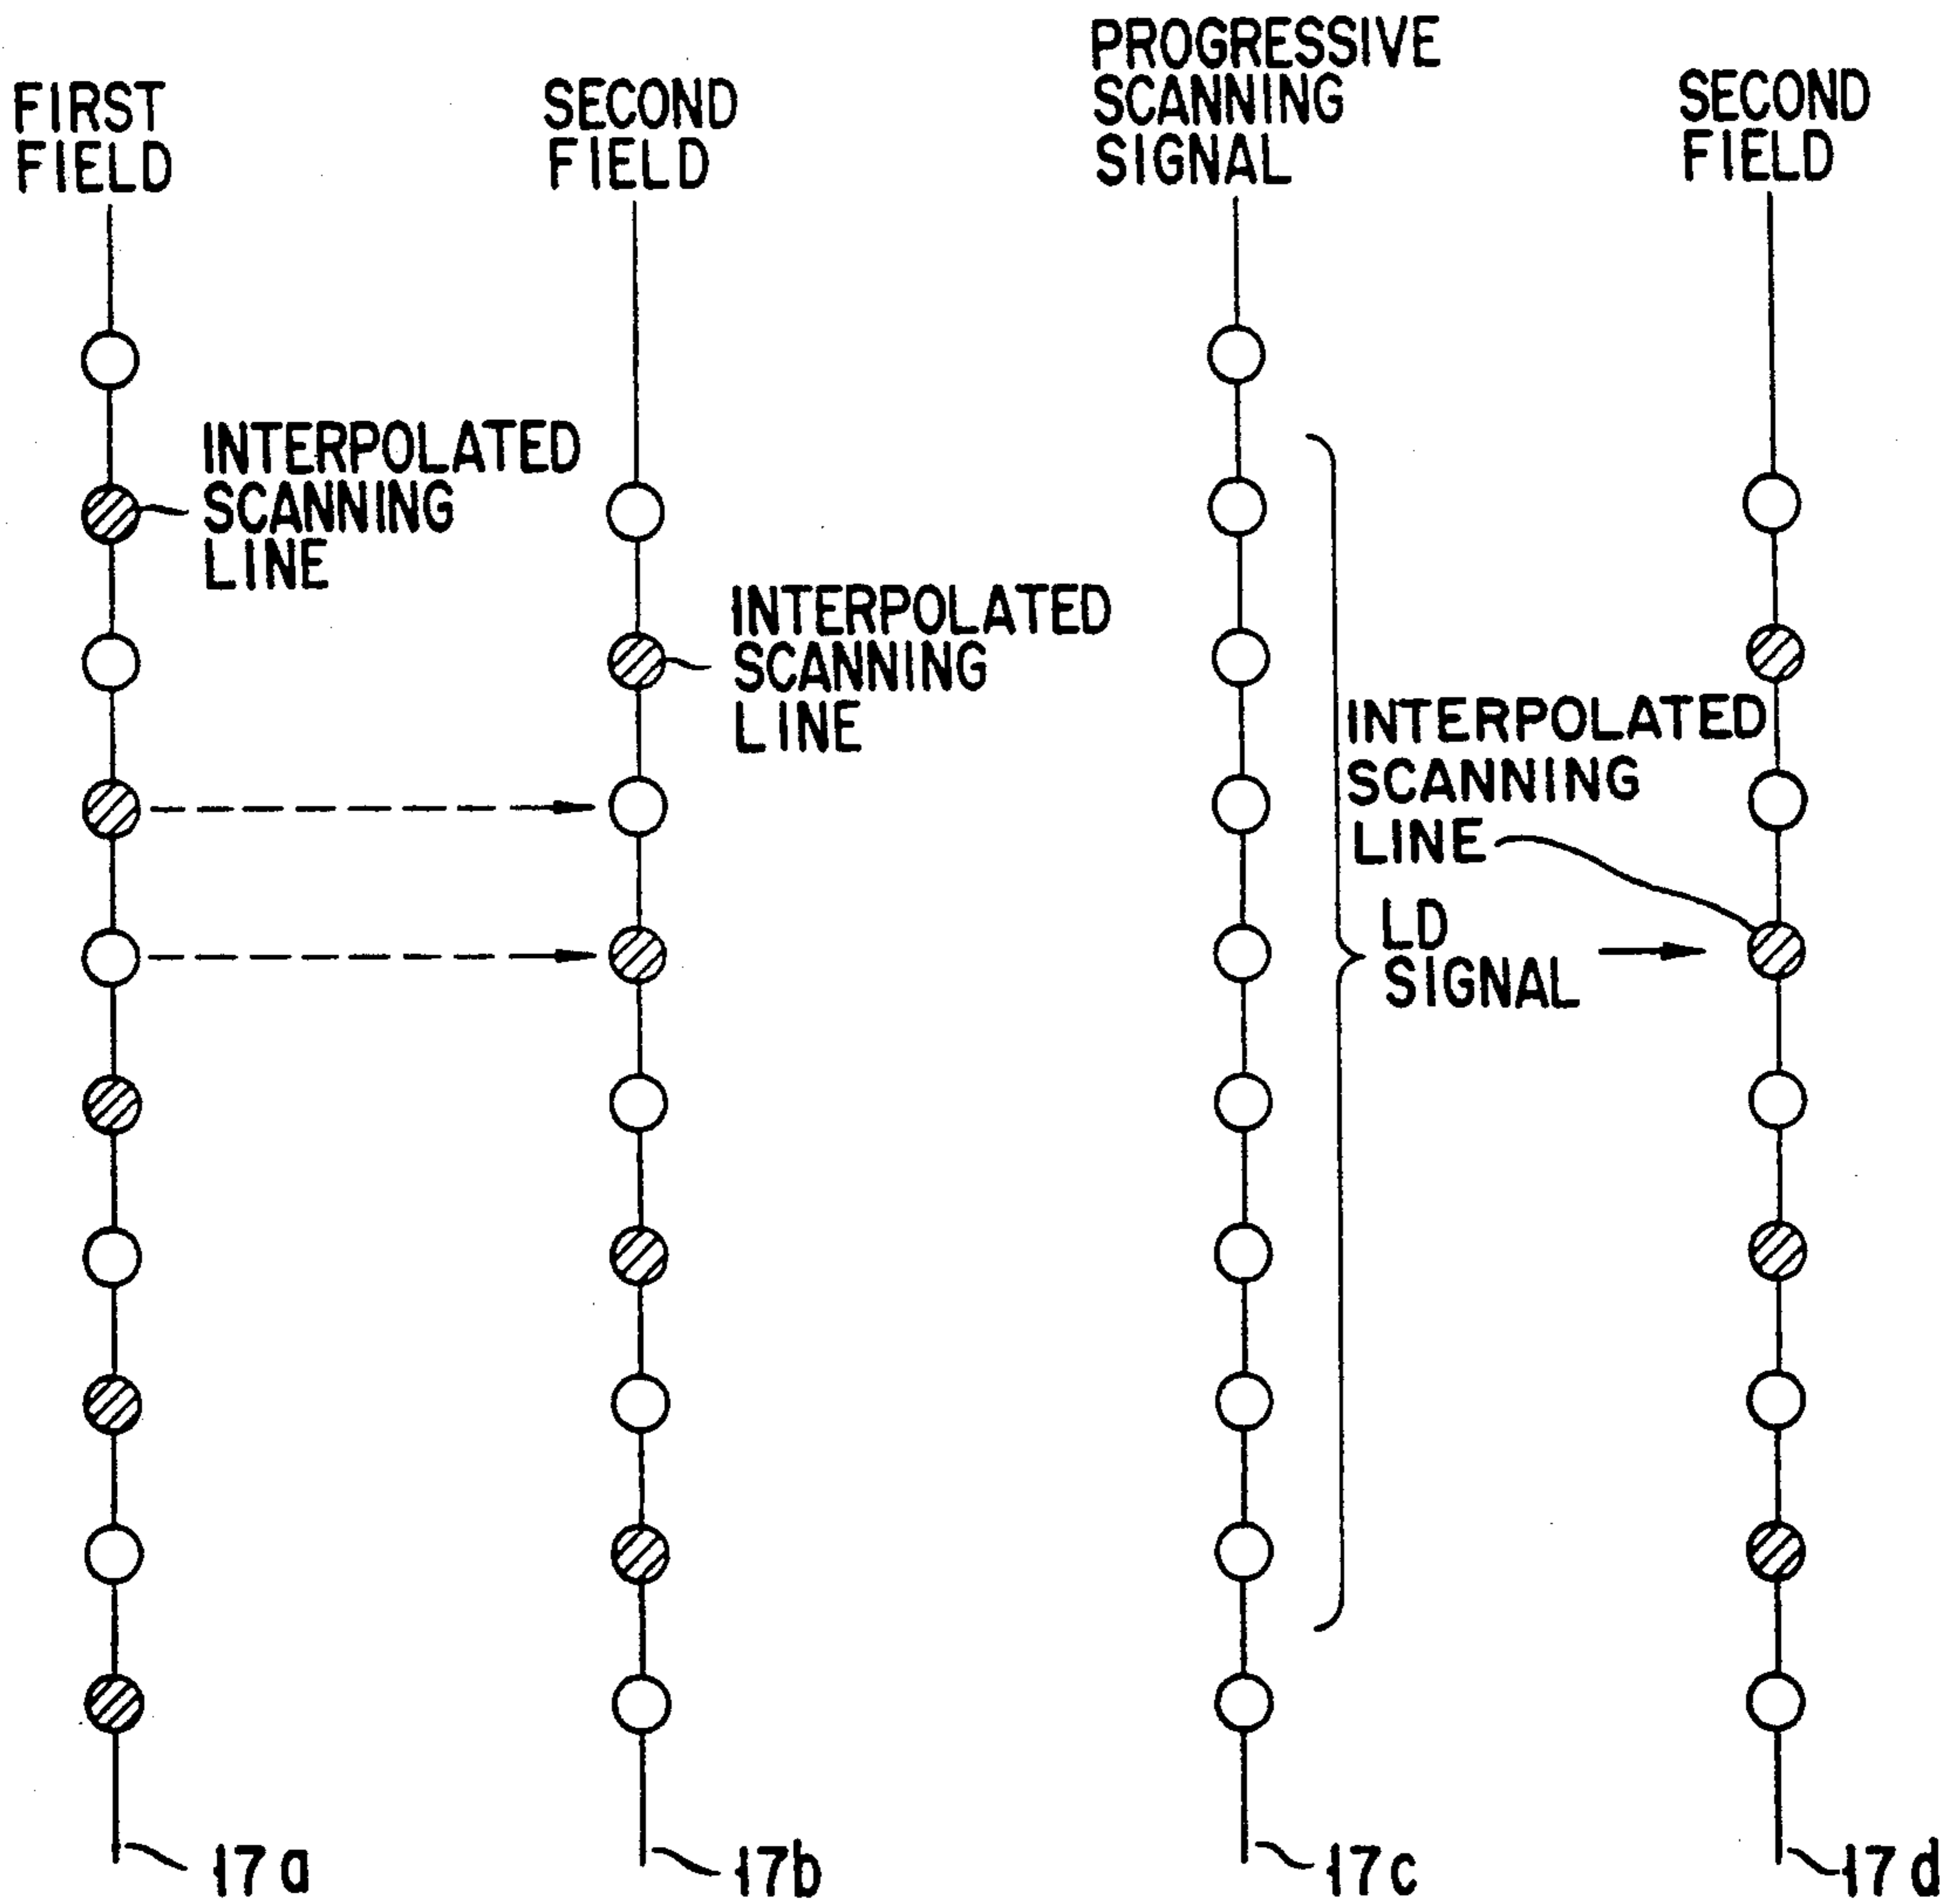 FIRST
FIELD
SECOND
FIELD
PROGRESSIVE
SCANNING
SIGNAL
SECOND
FIELD
INTERPOLATED
SCANNING
LINE
INTERPOLATED
SCANNING
LINE
INTERPOLATED
SCANNING
LINE
LD
SIGNAL
17a
17b
17c
17d